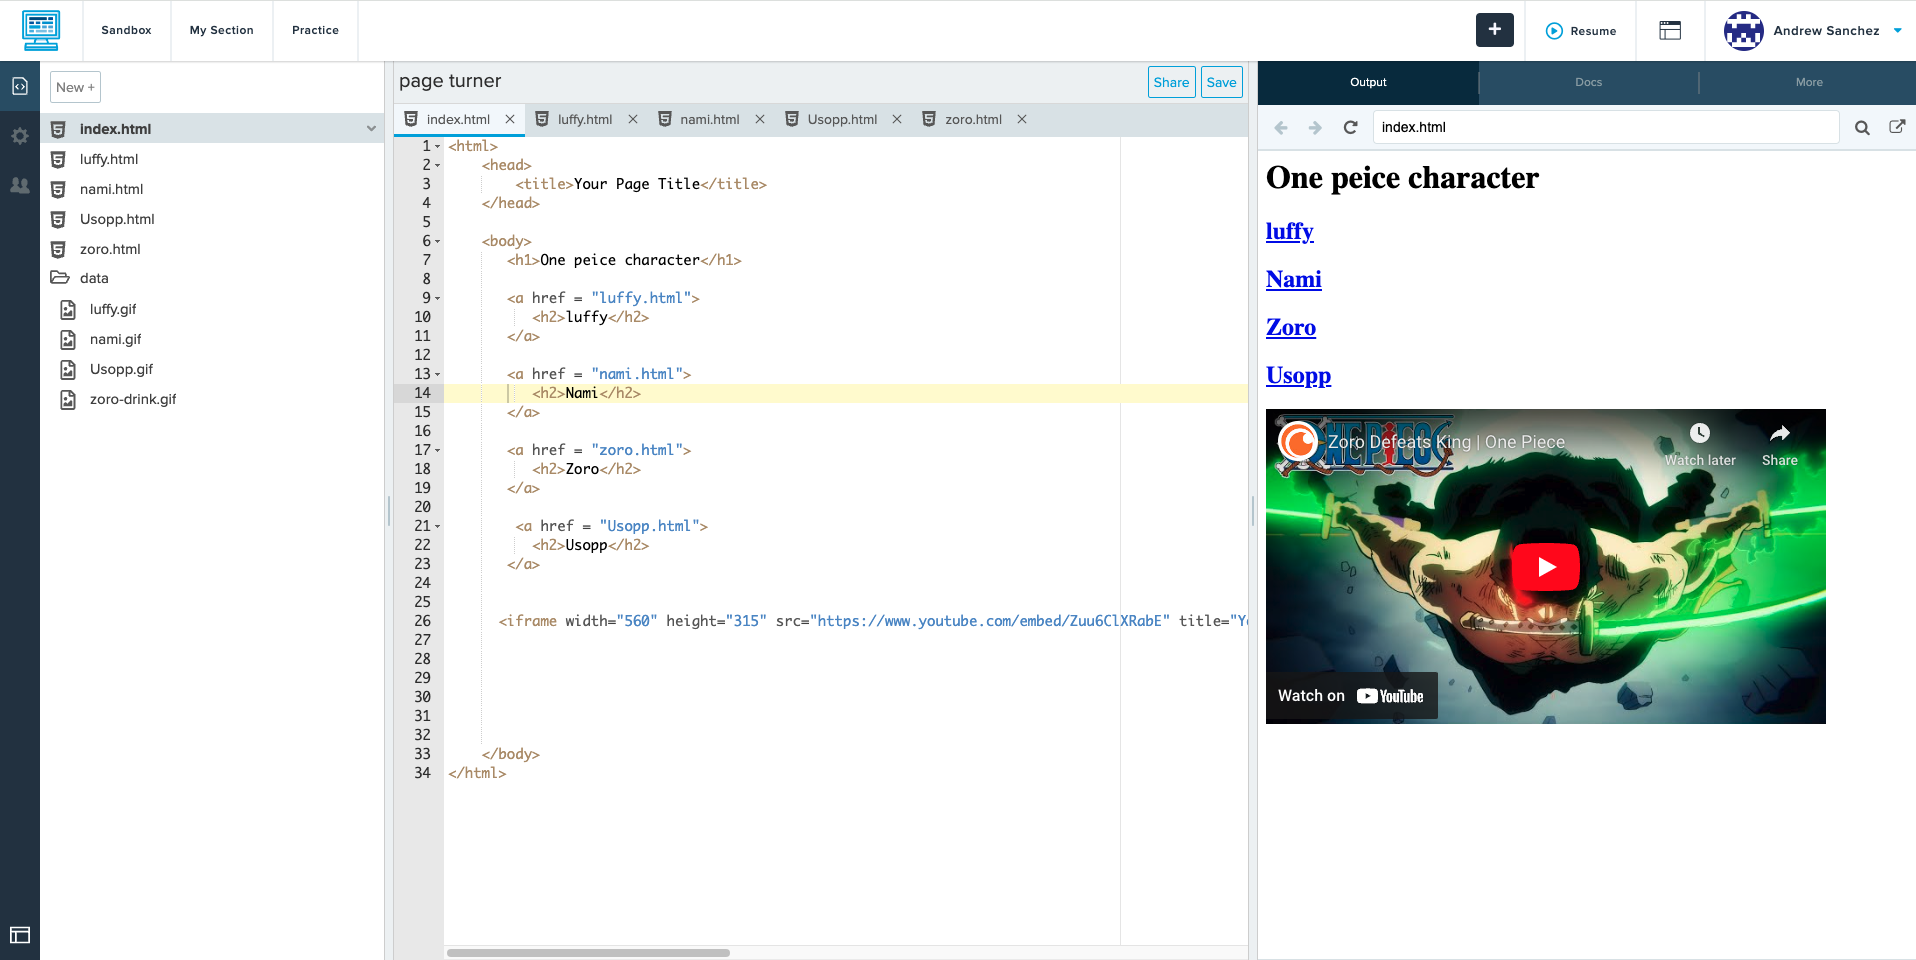 Sandbox
My Section
Practice
+
Resume
Andrew Sanchez
New +
index.html
luffy.html
nami.html
Usopp.html
zoro.html
data
luffy.gif
nami.gif
Usopp.gif
zoro-drink.gif
page turner
Share
Save
index.html
luffy.html
nami.html
Usopp.html
zoro.html
1 <html>
2 <head>
3 <title>Your Page Title</title>
4 </head>
5
6 <body>
7 <h1>One peice character</h1>
8
9 <a href = "luffy.html">
10 <h2>luffy</h2>
11 </a>
12
13 <a href = "nami.html">
14 <h2>Nami</h2>
15 </a>
16
17 <a href = "zoro.html">
18 <h2>Zoro</h2>
19 </a>
20
21 <a href = "Usopp.html">
22 <h2>Usopp</h2>
23 </a>
24
25
26 <iframe width="560" height="315" src="https://www.youtube.com/embed/Zuu6ClXRabE" title="Yo
27
28
29
30
31
32
33 </body>
34 </html>
Output
Docs
More
index.html
One peice character
luffy
Nami
Zoro
Usopp
ONE PIECE
Zoro Defeats King | One Piece
Watch later
Share
Watch on YouTube